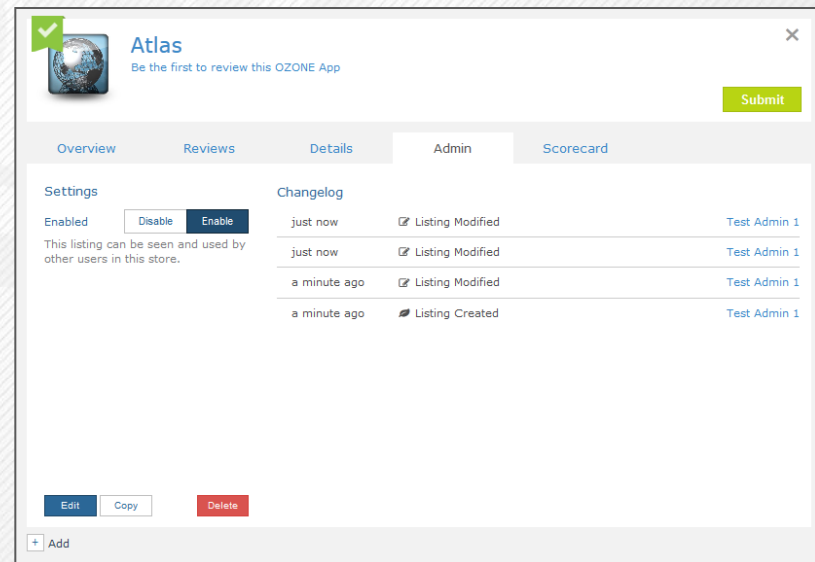 Atlas
Be the first to review this OZONE App
Submit
Overview Reviews Details Admin Scorecard
Settings
Enabled Disable Enable
This listing can be seen and used by
other users in this store.
Changelog
just now Listing Modified Test Admin 1
just now Listing Modified Test Admin 1
a minute ago Listing Modified Test Admin 1
a minute ago Listing Created Test Admin 1
Edit Copy Delete
+ Add